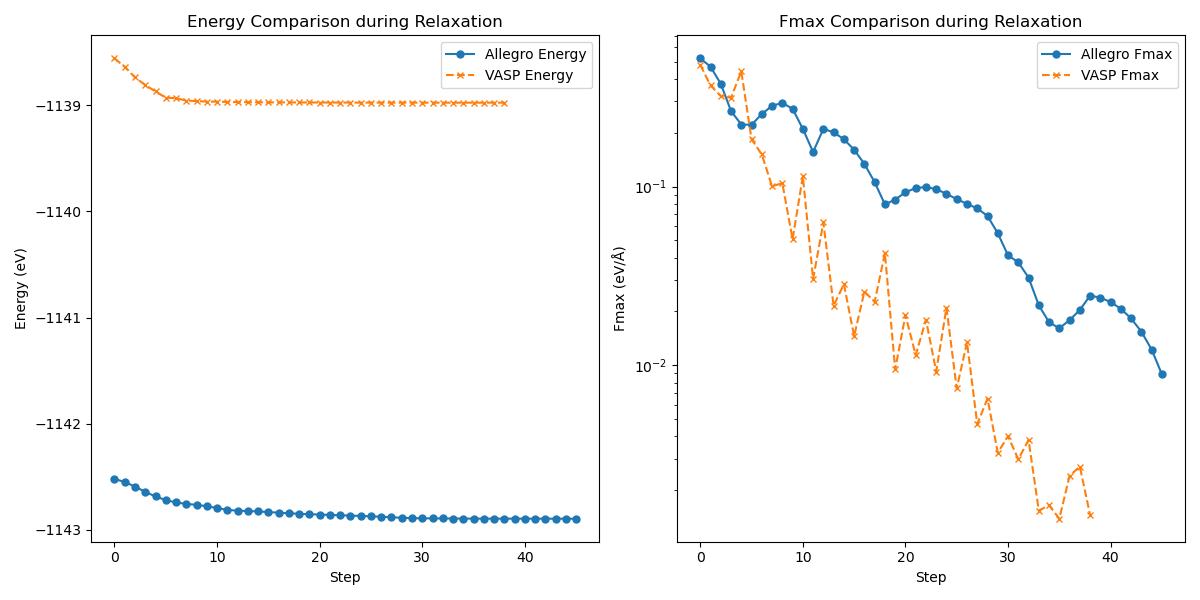 Energy Comparison during Relaxation
Allegro Energy
VASP Energy
−1139
−1140
−1141
−1142
−1143
Energy (eV)
0
10
20
30
40
Step
Fmax Comparison during Relaxation
Allegro Fmax
VASP Fmax
10⁻¹
10⁻²
Fmax (eV/Å)
0
10
20
30
40
Step